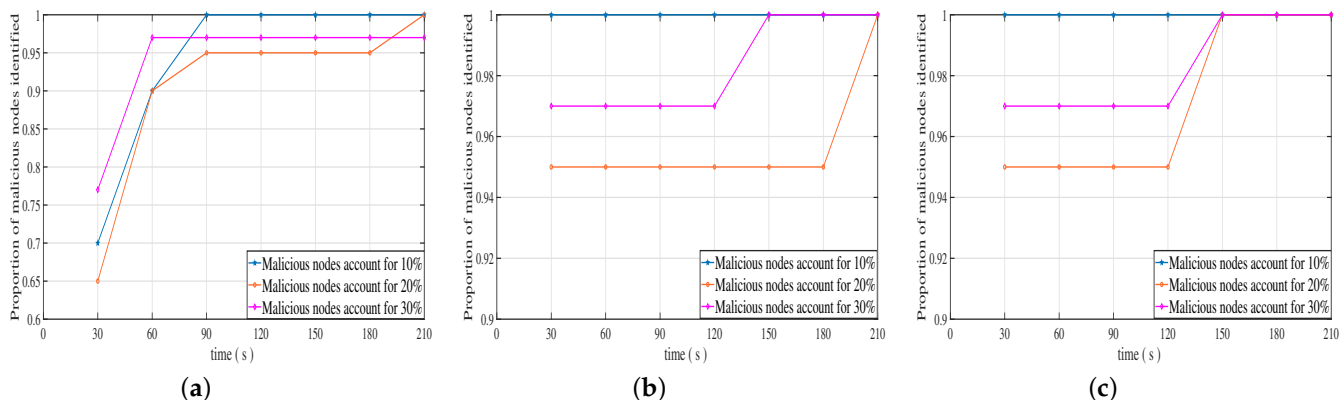 Proportion of malicious nodes identified
1
0.95
0.9
0.85
0.8
0.75
0.7
0.65
0.6
0 30 60 90 120 150 180 210
time ( s )
Malicious nodes account for 10%
Malicious nodes account for 20%
Malicious nodes account for 30%
(a)
Proportion of malicious nodes identified
1
0.98
0.96
0.94
0.92
0.9
0 30 60 90 120 150 180 210
time ( s )
Malicious nodes account for 10%
Malicious nodes account for 20%
Malicious nodes account for 30%
(b)
Proportion of malicious nodes identified
1
0.98
0.96
0.94
0.92
0.9
0 30 60 90 120 150 180 210
time ( s )
Malicious nodes account for 10%
Malicious nodes account for 20%
Malicious nodes account for 30%
(c)